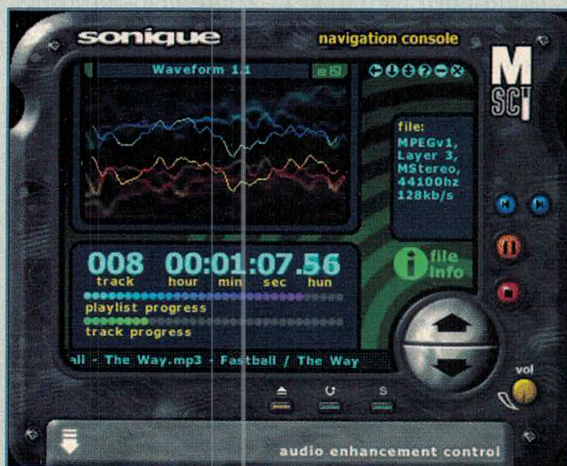 sonique
navigation console
Waveform 1.1
M
SCI
file:
MPEGv1,
Layer 3,
MStereo,
44100hz
128kb/s
008 00:01:07.56
track hour min sec hun
playlist progress
track progress
i file
info
all - The Way.mp3 - Fastball / The Way
vol
S
audio enhancement control